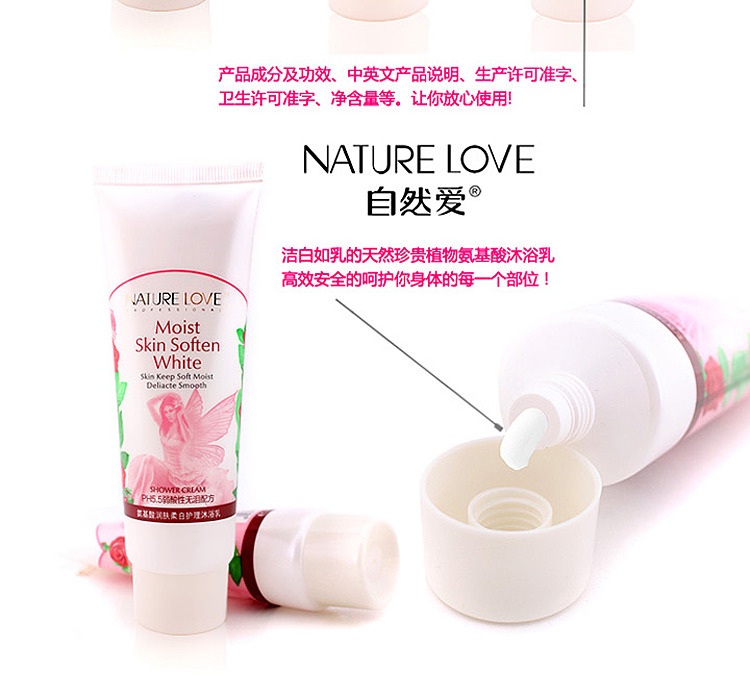 产品成分及功效、中英文产品说明、生产许可准字、
卫生许可准字、净含量等。让你放心使用!
NATURE LOVE
自然爱®
洁白如乳的天然珍贵植物氨基酸沐浴乳
高效安全的呵护你身体的每一个部位！
NATURE LOVE
PROFESSIONAL
Moist
Skin Soften
White
Skin Keep Soft Moist
Deliacte Smooth
SHOWER CREAM
PH5.5弱酸性无泪配方
氨基酸润肤柔白护理沐浴乳